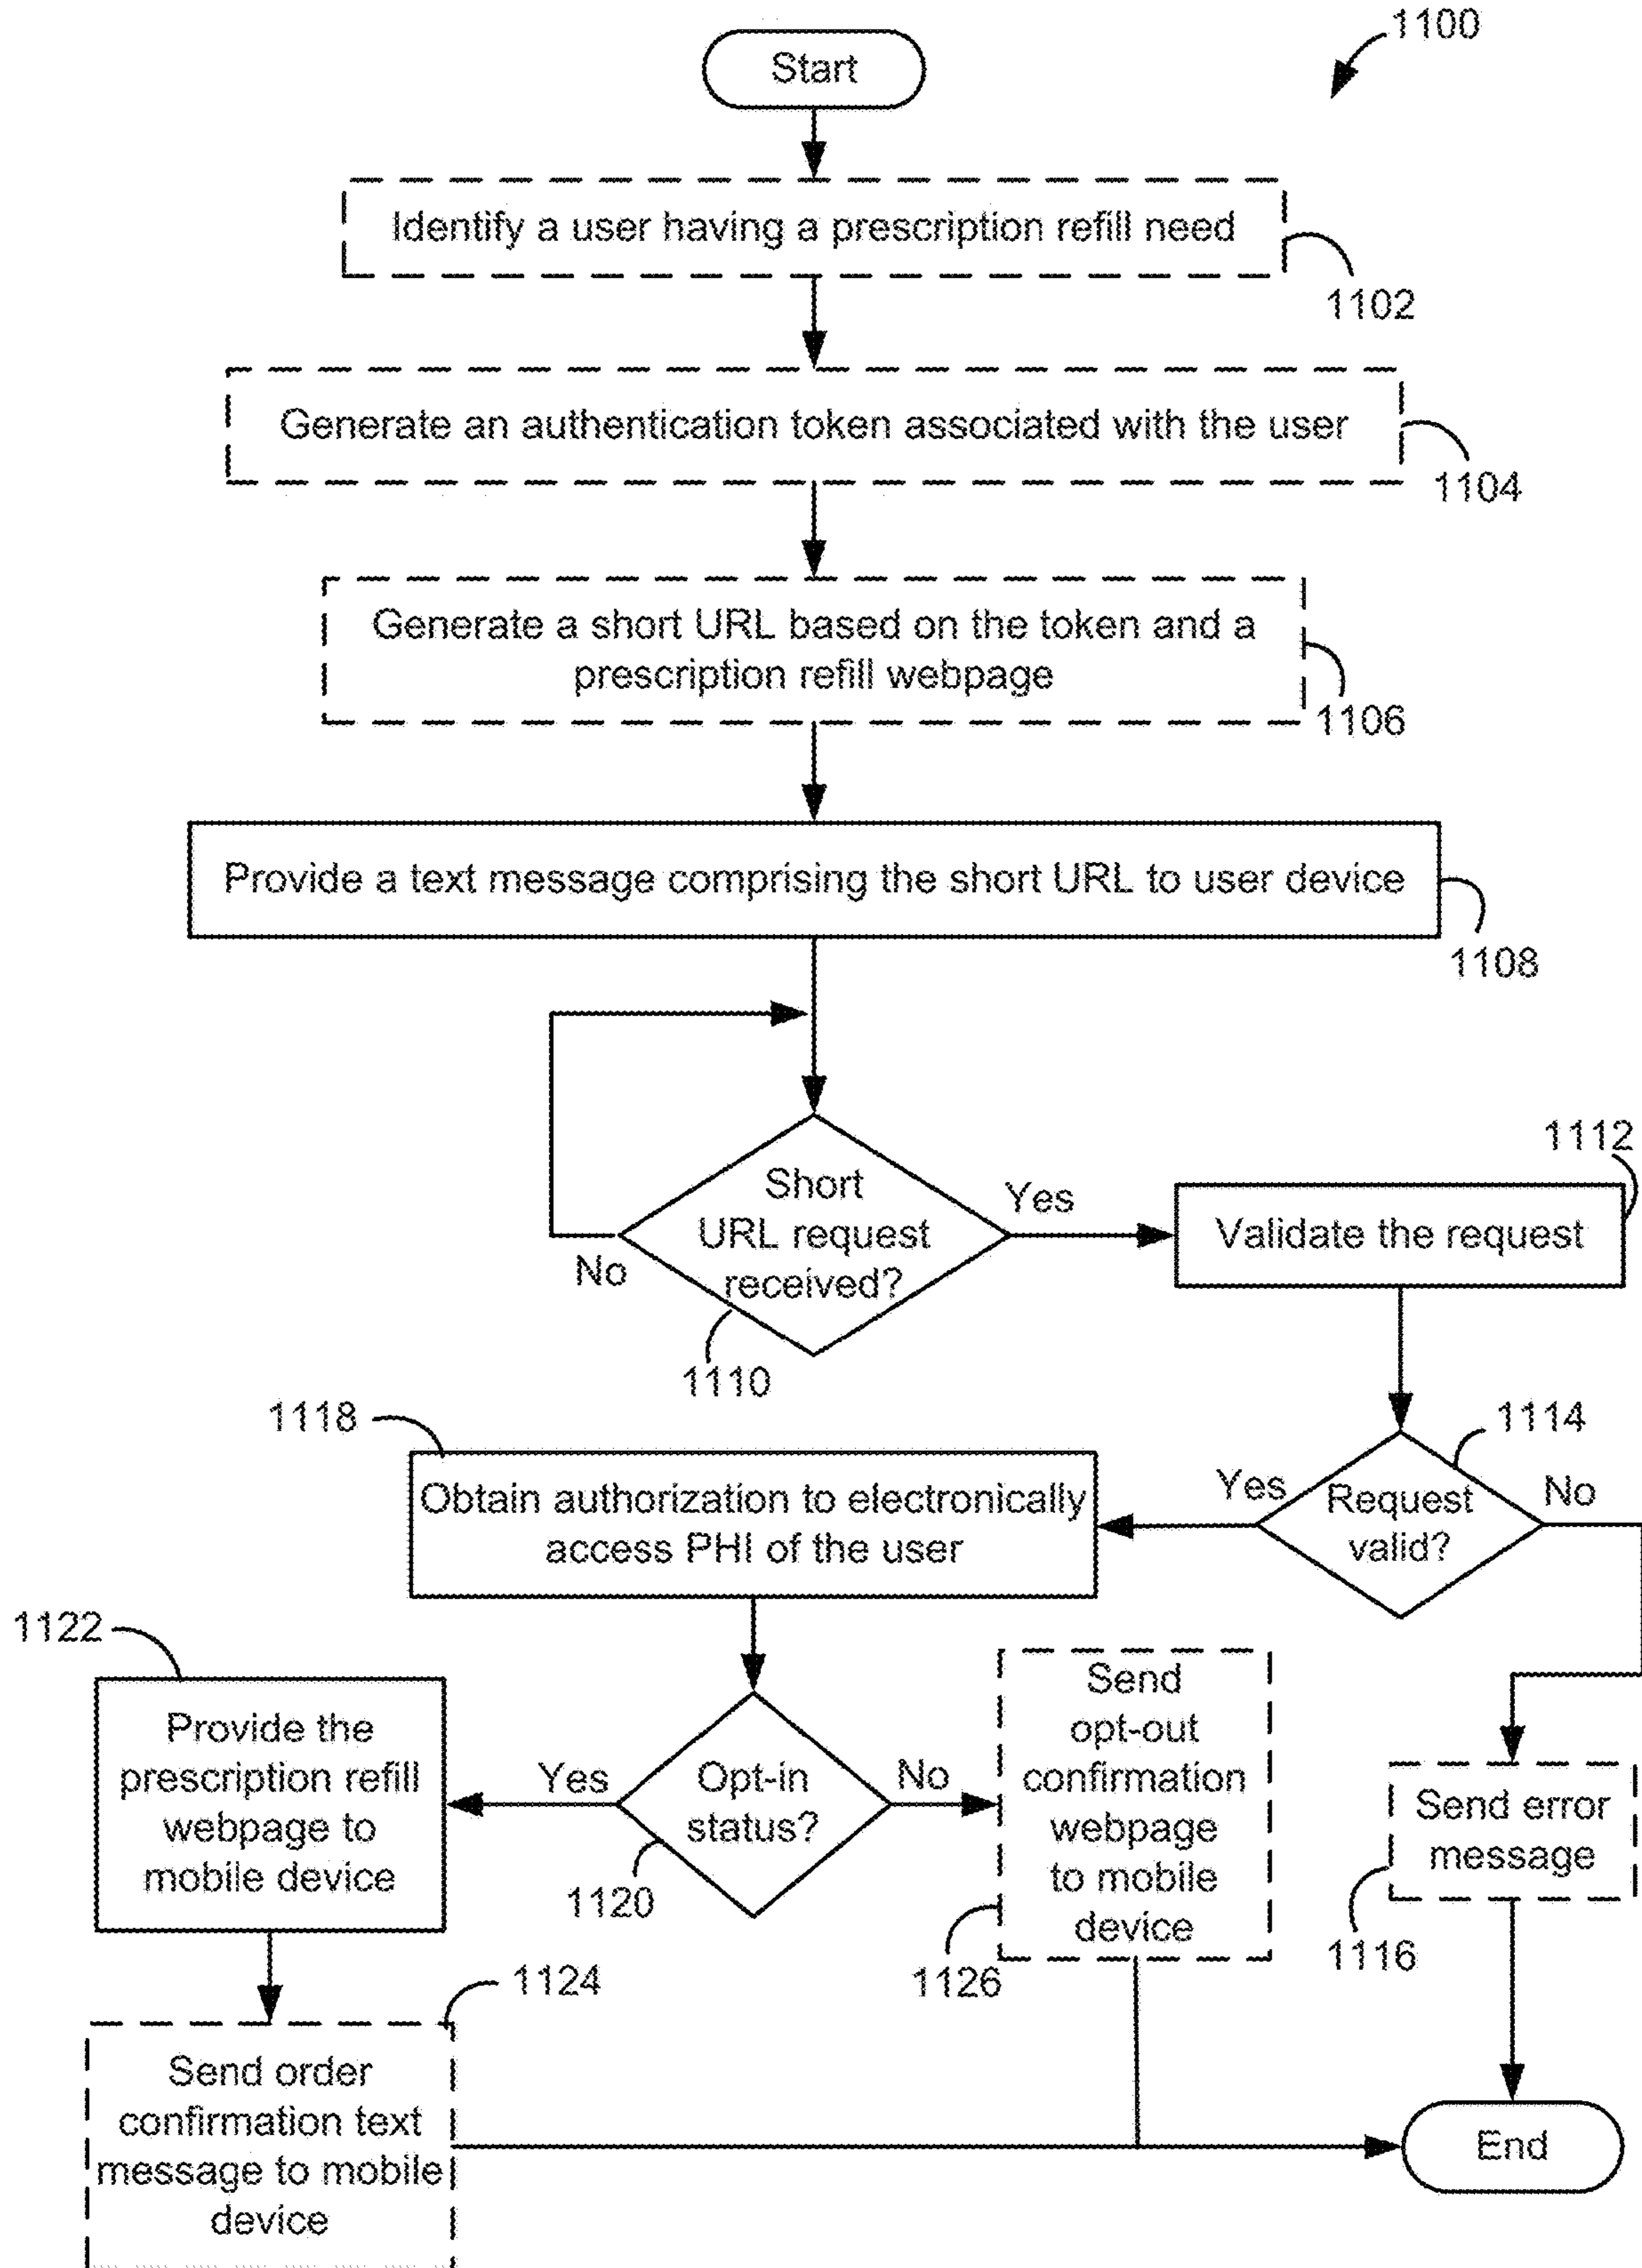 1100
Start
Identify a user having a prescription refill need
1102
Generate an authentication token associated with the user
1104
Generate a short URL based on the token and a
prescription refill webpage
1106
Provide a text message comprising the short URL to user device
1108
Short
URL request
received?
Yes
No
1110
1112
Validate the request
1114
Request
valid?
Yes
No
1118
Obtain authorization to electronically
access PHI of the user
1122
Provide the
prescription refill
webpage to
mobile device
Yes
Opt-in
status?
No
1120
Send
opt-out
confirmation
webpage
to mobile
device
1126
Send error
message
1116
1124
Send order
confirmation text
message to mobile
device
End